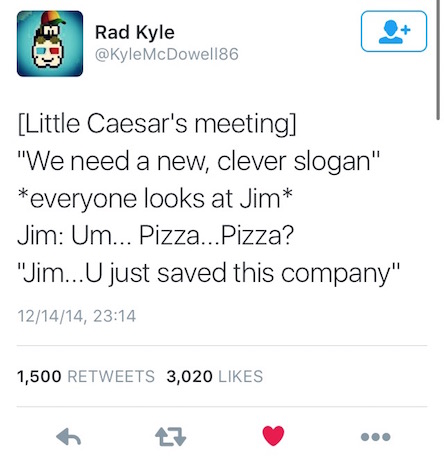 Rad Kyle
@KyleMcDowell86
[Little Caesar's meeting]
"We need a new, clever slogan"
*everyone looks at Jim*
Jim: Um... Pizza...Pizza?
"Jim...U just saved this company"
12/14/14, 23:14
1,500 RETWEETS 3,020 LIKES